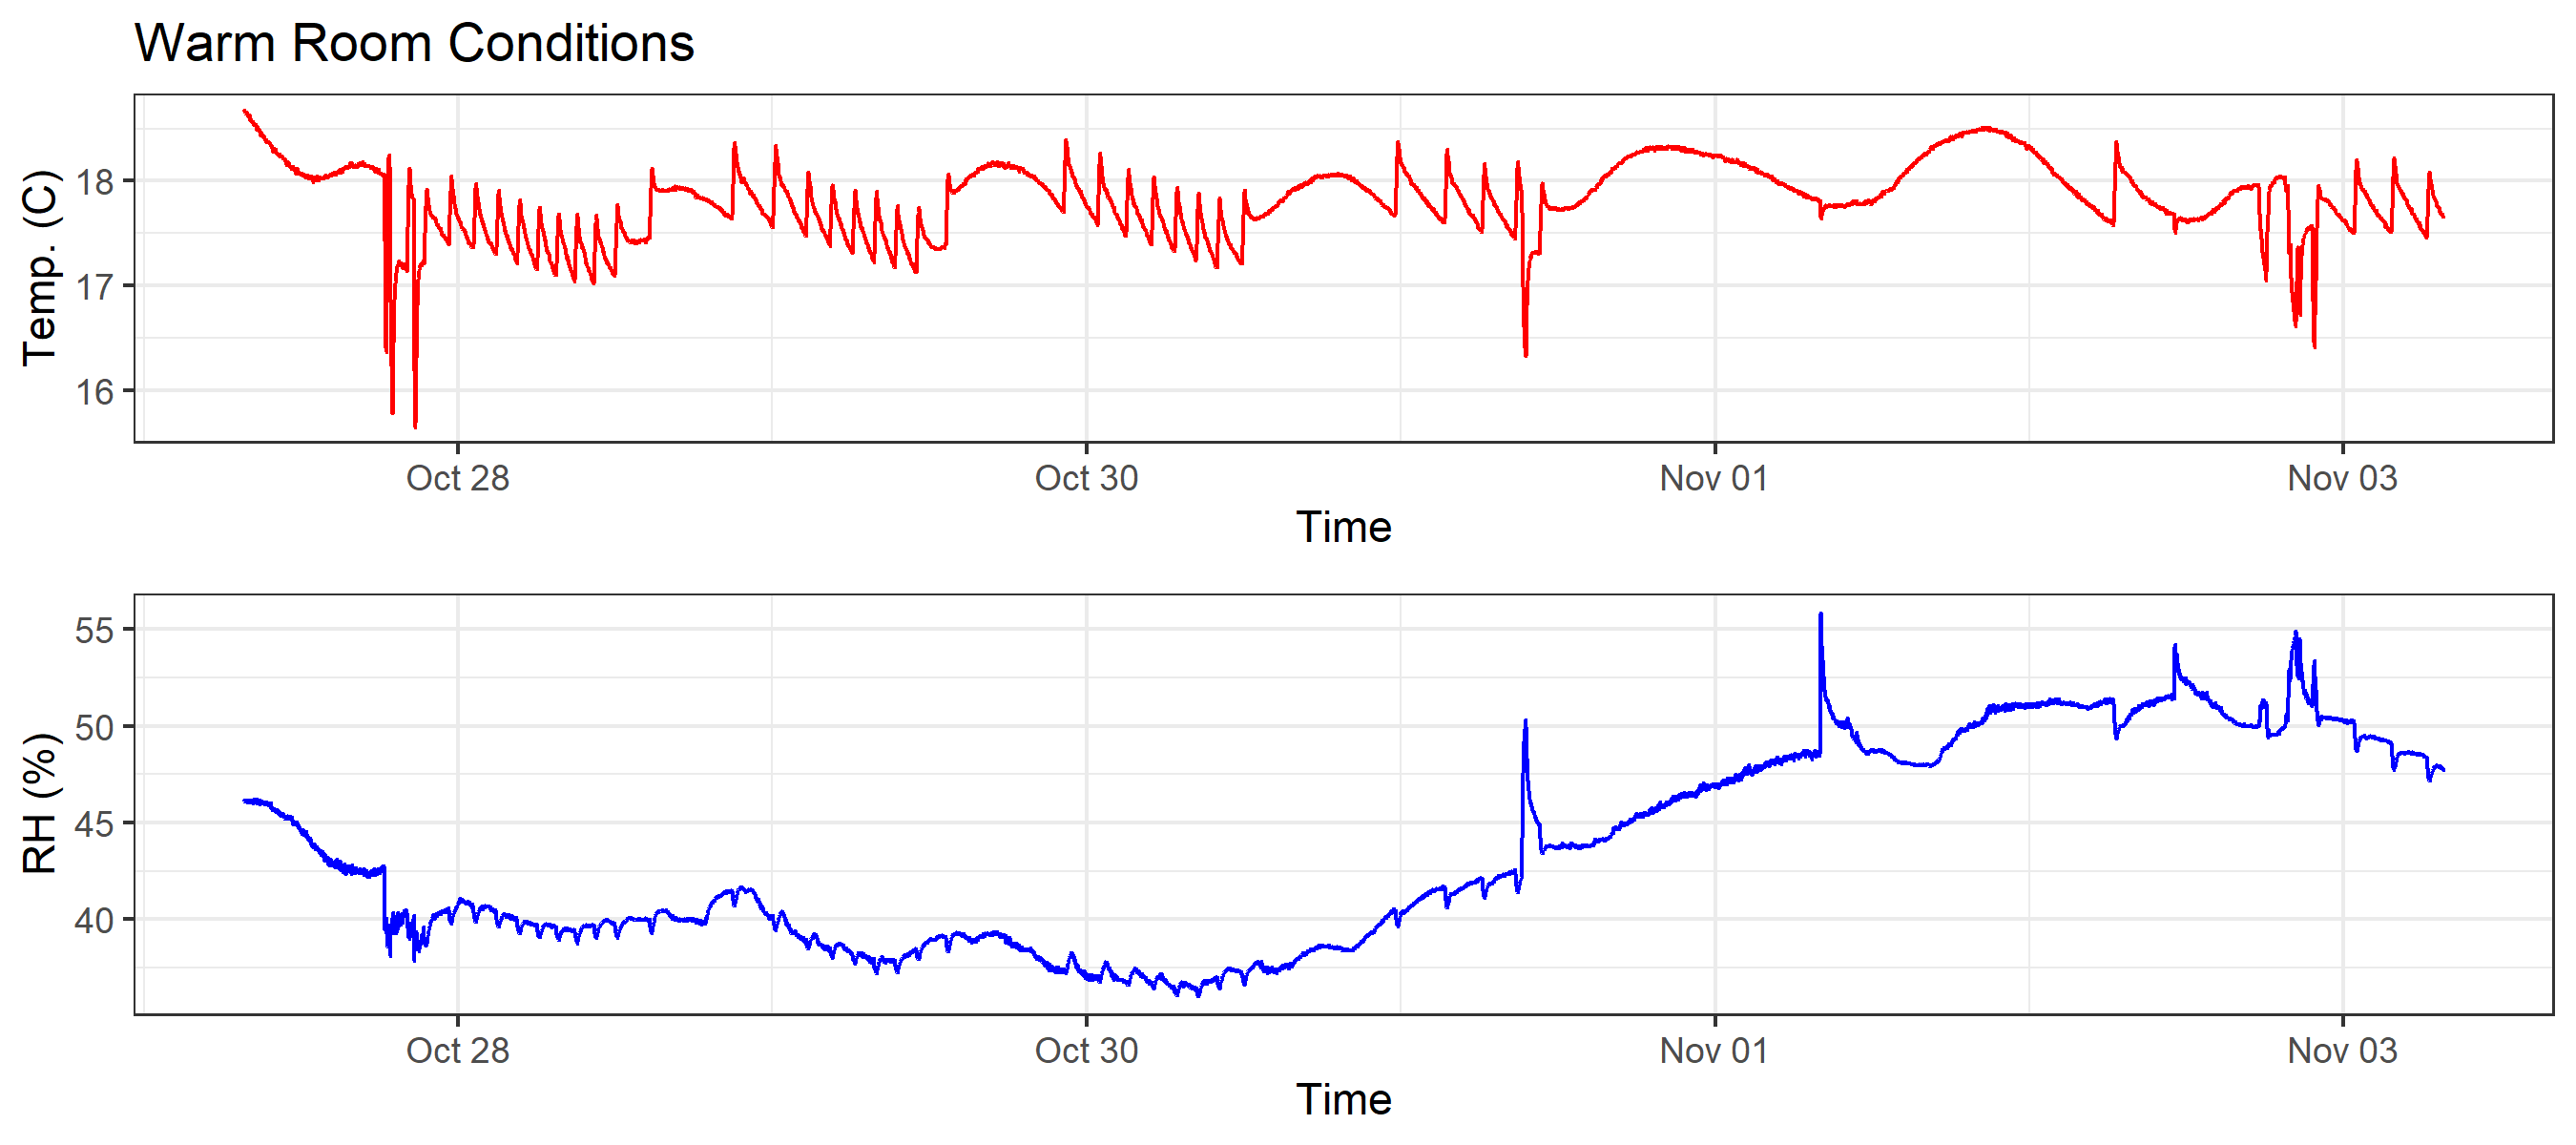 Warm Room Conditions
Temp. (C)
18
17
16
Oct 28 Oct 30 Nov 01 Nov 03
Time
RH (%)
55
50
45
40
Oct 28 Oct 30 Nov 01 Nov 03
Time